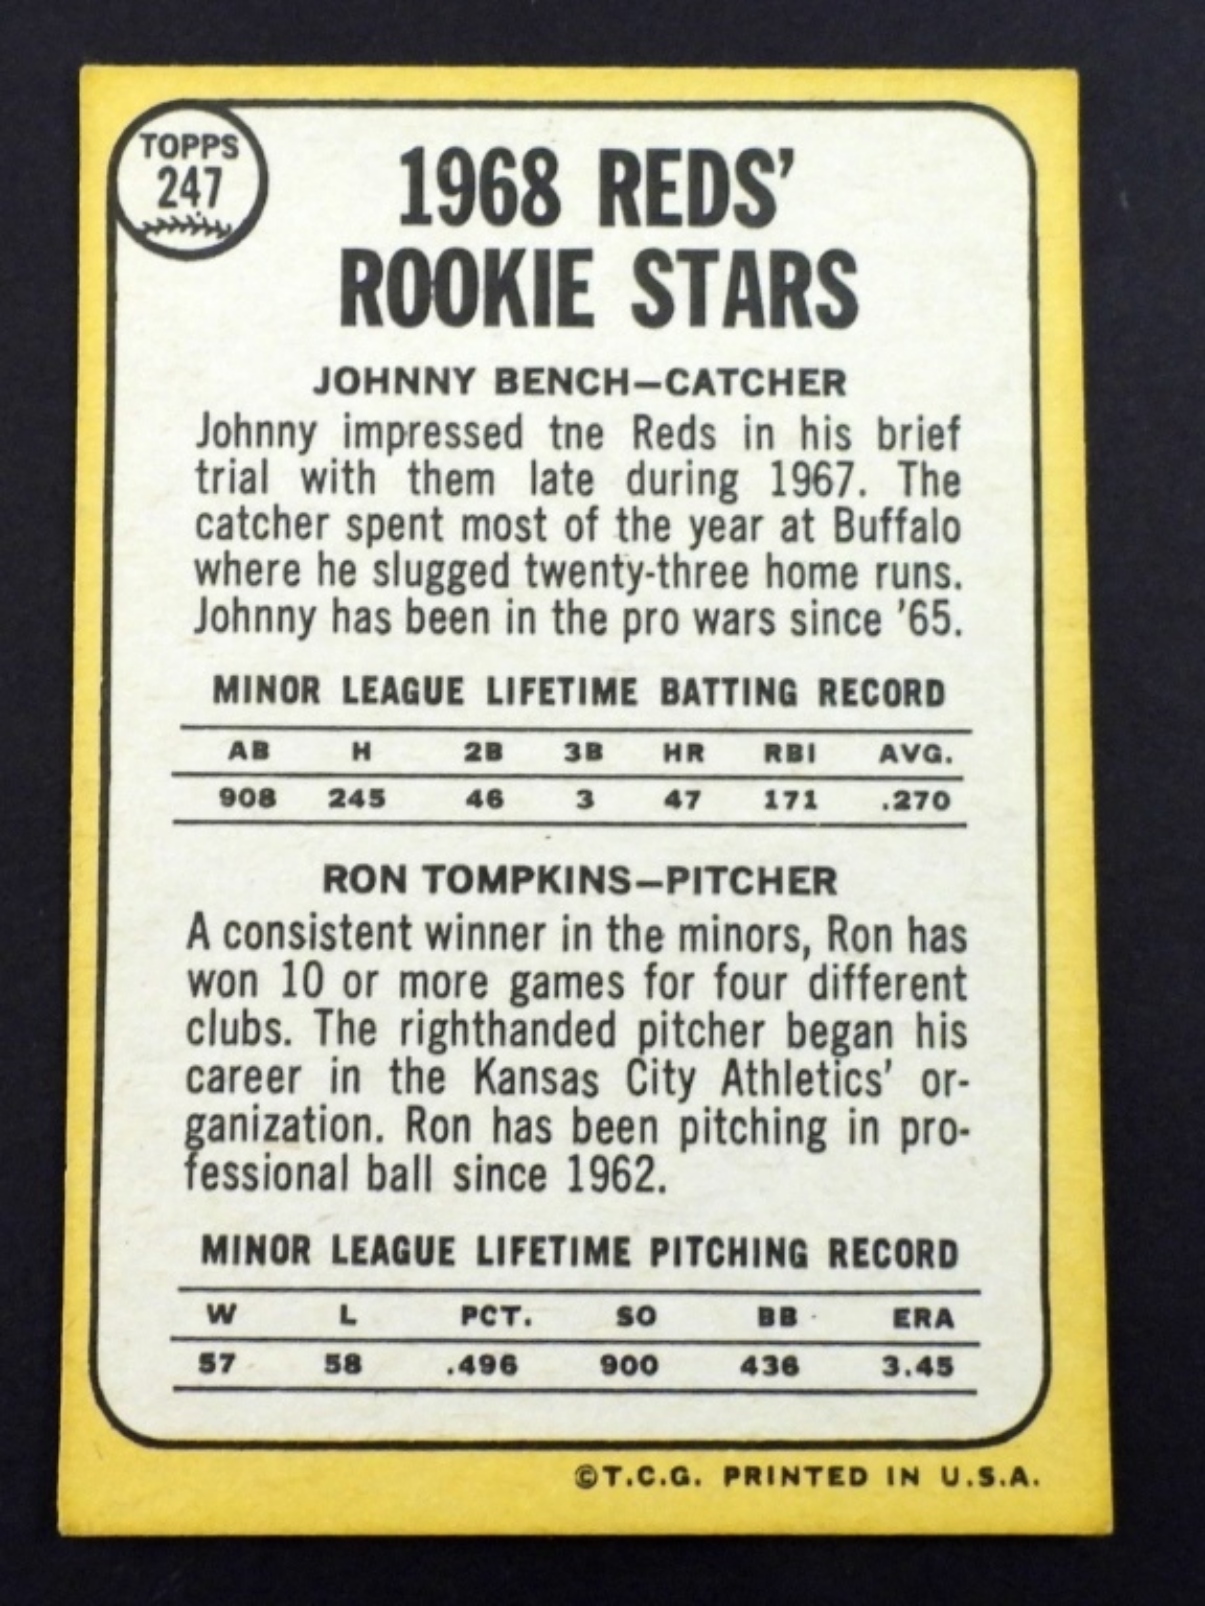 TOPPS
247
1968 REDS’
ROOKIE STARS
JOHNNY BENCH—CATCHER
Johnny impressed tne Reds in his brief
trial with them late during 1967. The
catcher spent most of the year at Buffalo
where he slugged twenty-three home runs.
Johnny has been in the pro wars since ’65.
MINOR LEAGUE LIFETIME BATTING RECORD
AB H 2B 3B HR RBI AVG.
908 245 46 3 47 171 .270
RON TOMPKINS—PITCHER
A consistent winner in the minors, Ron has
won 10 or more games for four different
clubs. The righthanded pitcher began his
career in the Kansas City Athletics’ or-
ganization. Ron has been pitching in pro-
fessional ball since 1962.
MINOR LEAGUE LIFETIME PITCHING RECORD
W L PCT. SO BB ERA
57 58 .496 900 436 3.45
©T.C.G. PRINTED IN U.S.A.